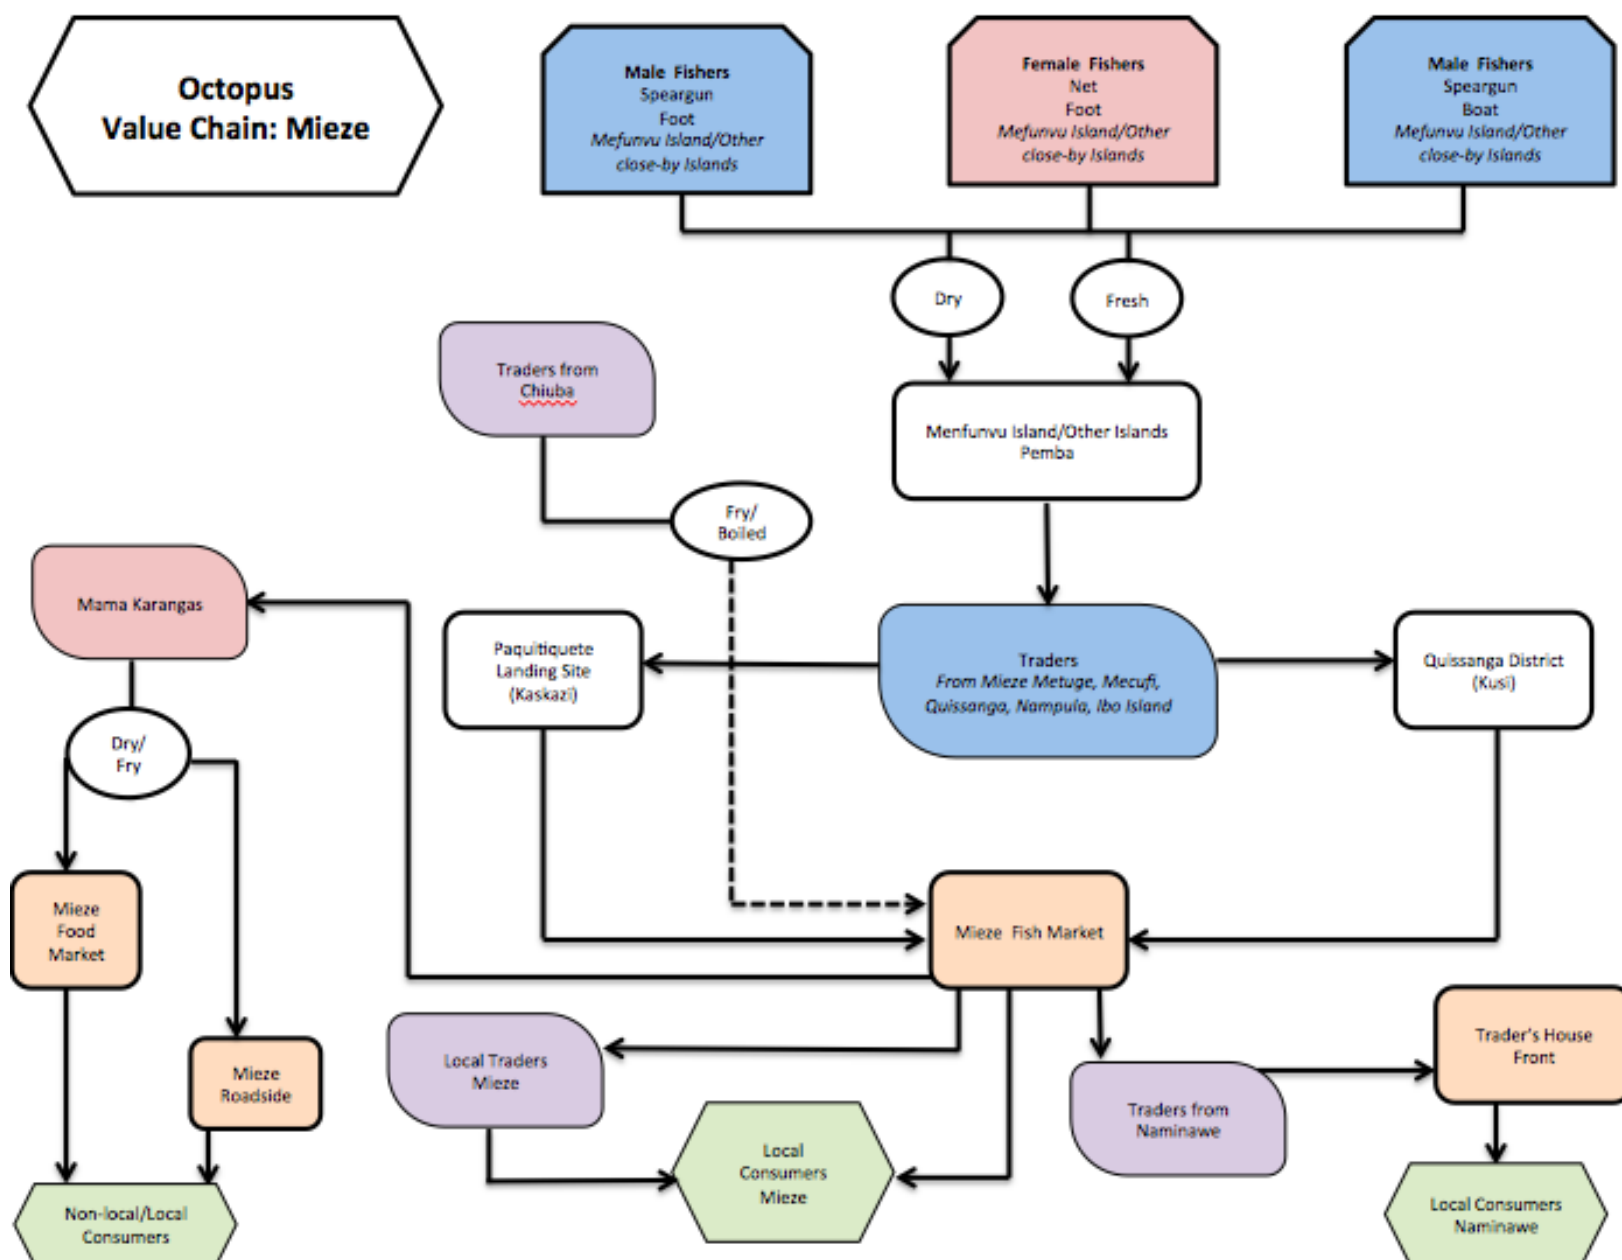 Octopus
Value Chain: Mieze
Male Fishers
Speargun
Foot
Mefunvu Island/Other
close-by Islands
Female Fishers
Net
Foot
Mefunvu Island/Other
close-by Islands
Male Fishers
Speargun
Boat
Mefunvu Island/Other
close-by Islands
Dry
Fresh
Traders from
Chiuba
Menfunvu Island/Other Islands
Pemba
Fry/
Boiled
Mama Karangas
Paquitiquete
Landing Site
(Kaskazi)
Traders
From Mieze Metuge, Mecufi,
Quissanga, Nampula, Ibo Island
Quissanga District
(Kusi)
Dry/
Fry
Mieze
Food
Market
Mieze Fish Market
Mieze
Roadside
Local Traders
Mieze
Trader's House
Front
Traders from
Naminawe
Local
Consumers
Mieze
Non-local/Local
Consumers
Local Consumers
Naminawe